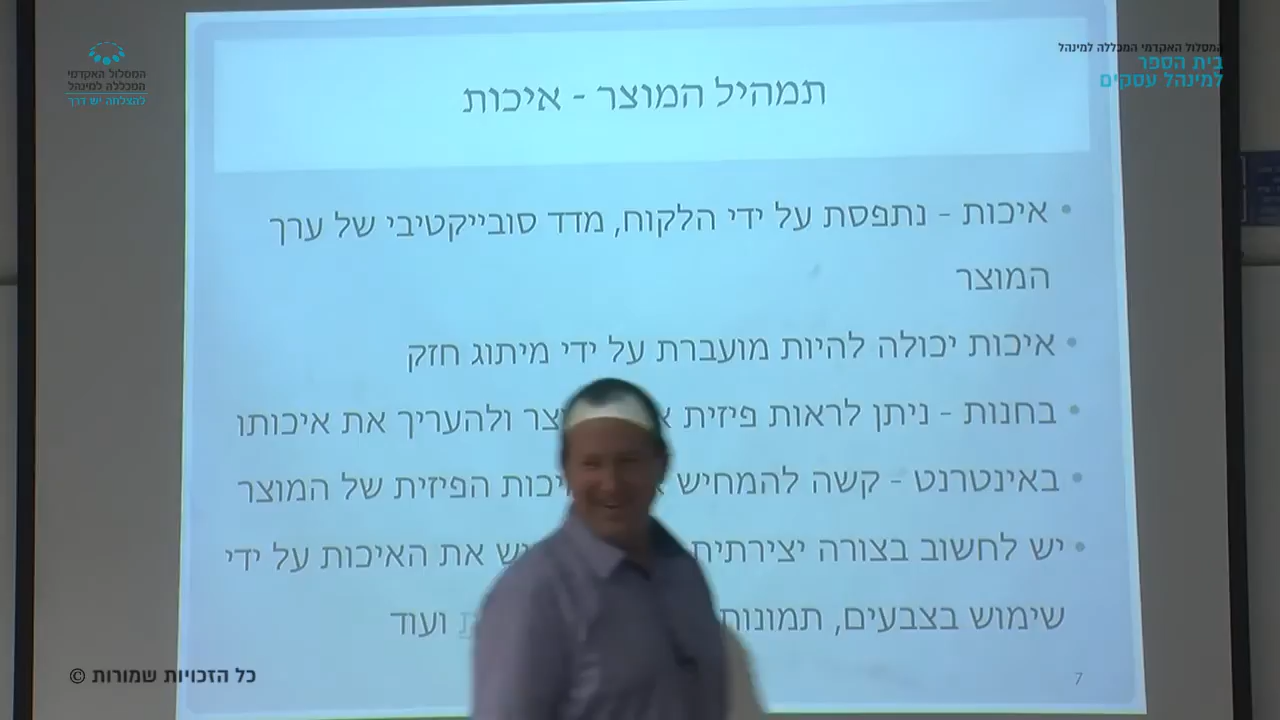 המסלול האקדמי המכללה למינהל
בית הספר
למינהל עסקים
המסלול האקדמי
המכללה למינהל
להצלחה יש דרך
תמהיל המוצר - איכות
• איכות - נתפסת על ידי הלקוח, מדד סובייקטיבי של ערך
המוצר
• איכות יכולה להיות מועברת על ידי מיתוג חזק
• בחנות - ניתן לראות פיזית ולהעריך את איכותו
• באינטרנט - קשה להמחיש הפיזית של המוצר
• יש לחשוב בצורה יצירתית את האיכות על ידי
שימוש בצבעים, תמונות ועוד
7
כל הזכויות שמורות ©